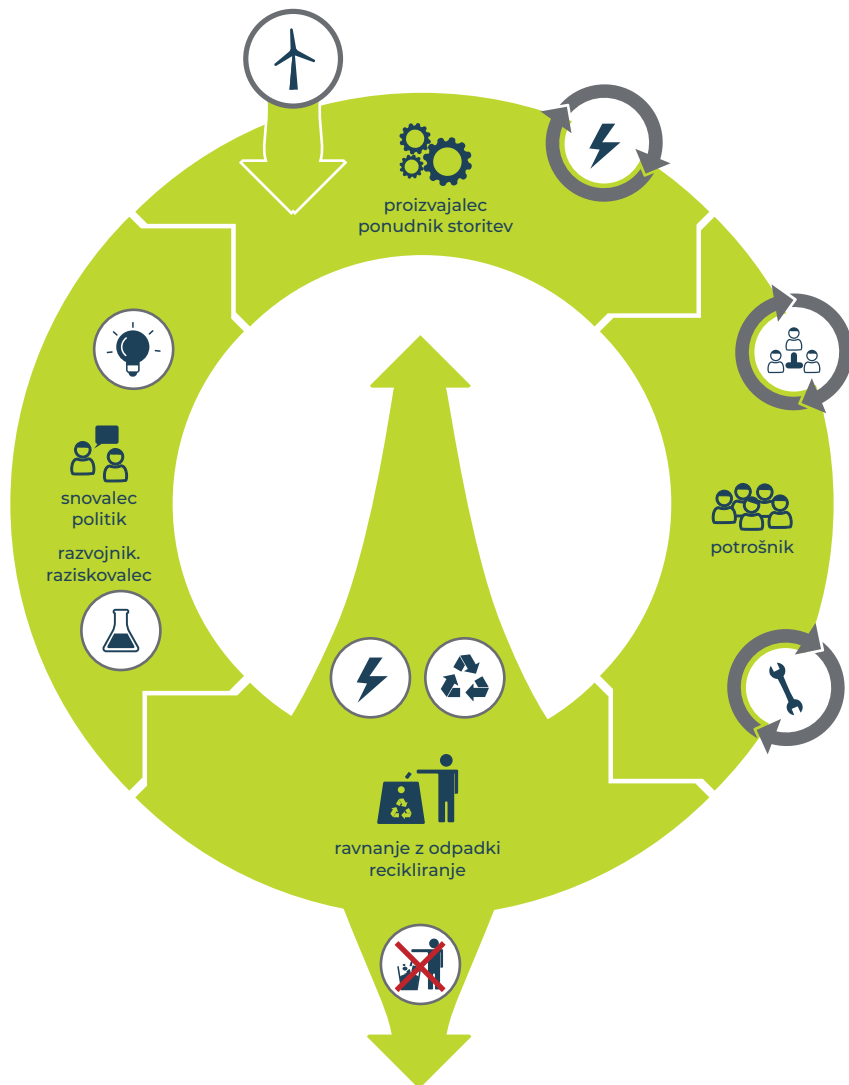 proizvajalec
ponudnik storitev
snovalec
politik
razvojnik.
raziskovalec
potrošnik
ravnanje z odpadki
recikliranje